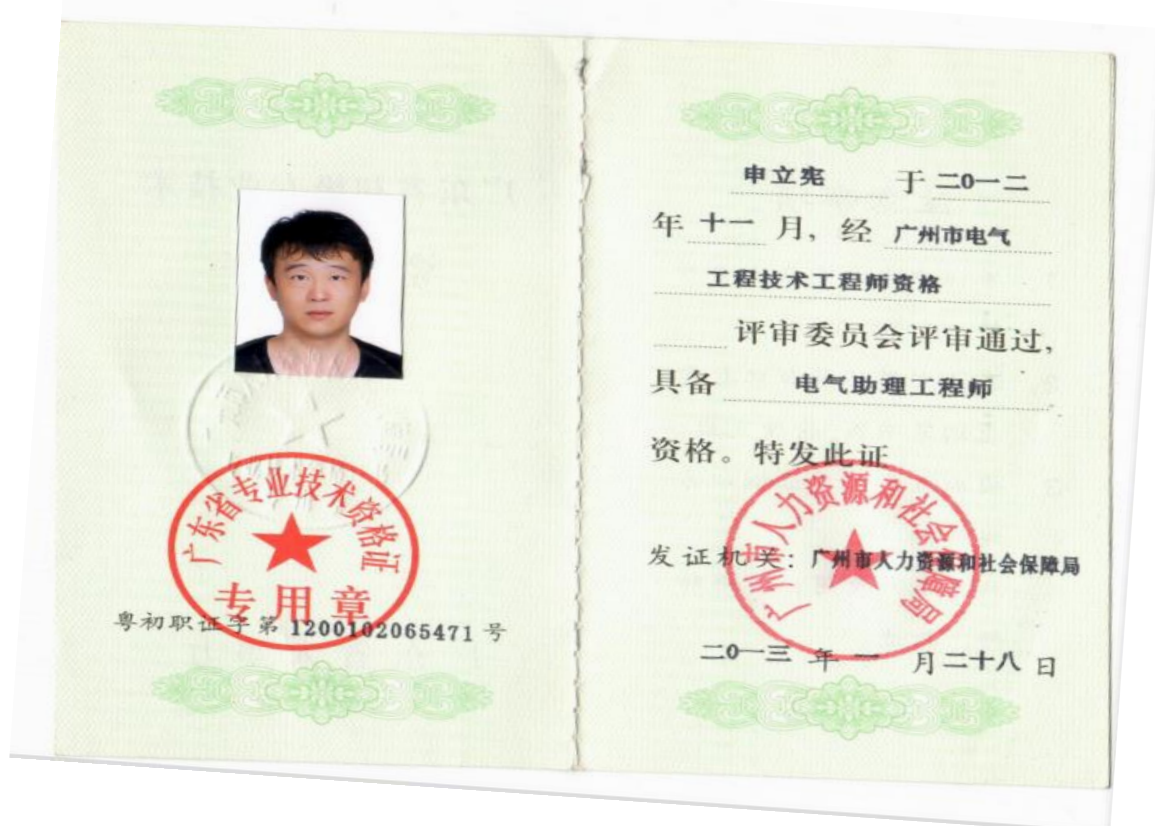 广东省专业技术资格证
专用章
粤初职证字第 1200102065471 号
申立宪 于 二0一二
年 十一 月, 经 广州市电气
工程技术工程师资格
评审委员会评审通过,
具备 电气助理工程师
资格。特发此证
广州市人力资源和社会保障局
发证机关: 广州市人力资源和社会保障局
二0一三 年 一 月二十八 日